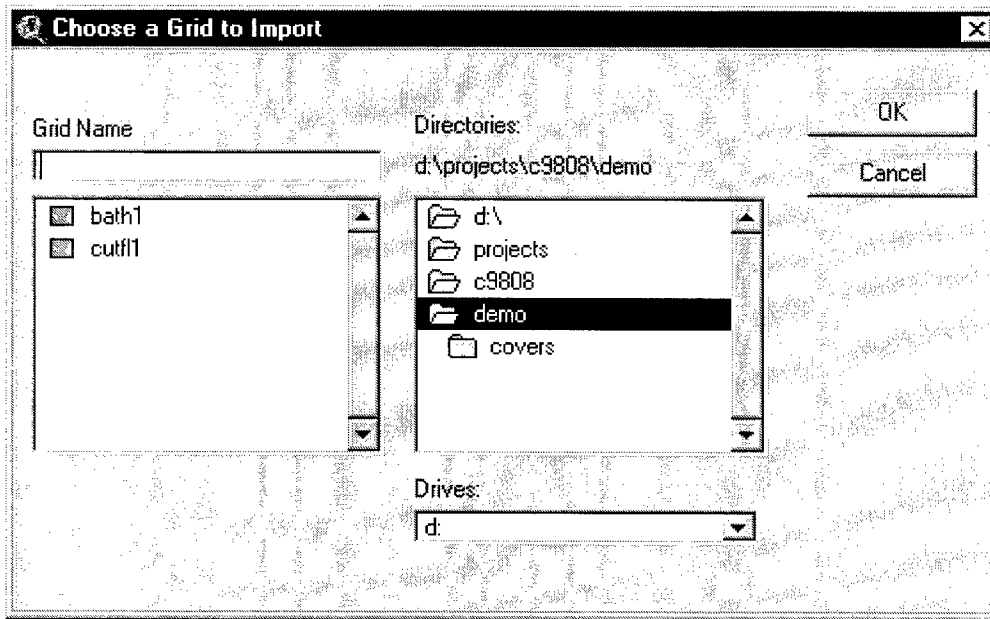 Choose a Grid to Import
Grid Name
bath1
cutfl1
Directories:
d:\projects\c9808\demo
d:\
projects
c9808
demo
covers
Drives:
d:
OK
Cancel